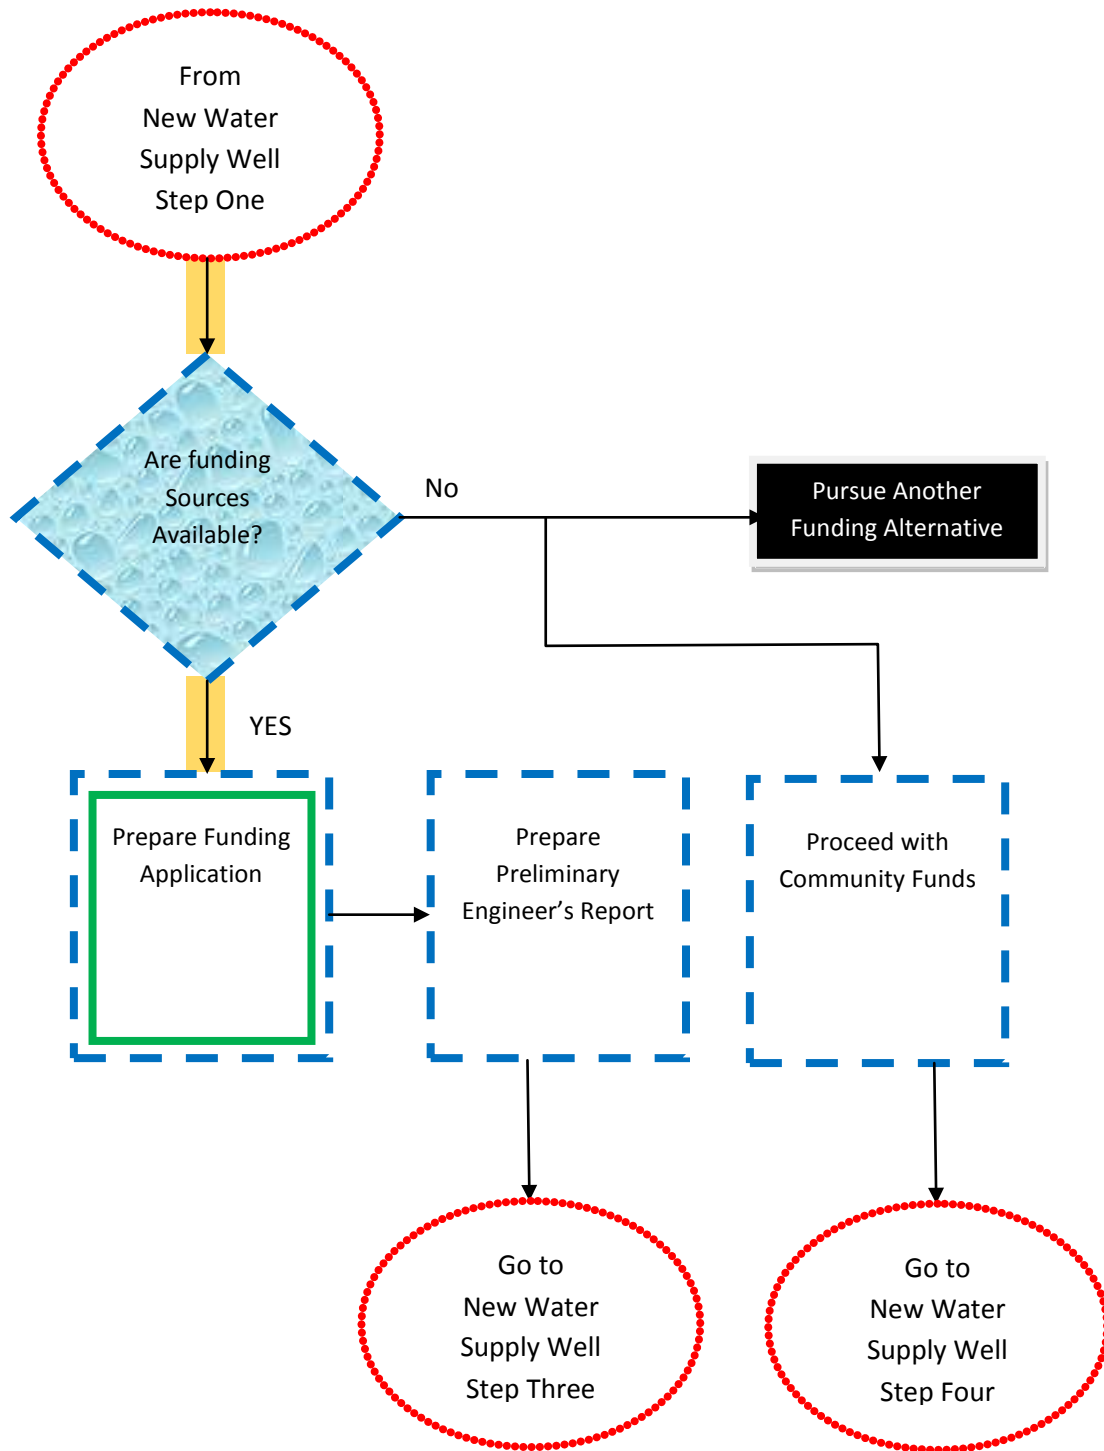 From
New Water
Supply Well
Step One
Are funding
Sources
Available?
No
Pursue Another
Funding Alternative
YES
Prepare Funding
Application
Prepare
Preliminary
Engineer’s Report
Proceed with
Community Funds
Go to
New Water
Supply Well
Step Three
Go to
New Water
Supply Well
Step Four